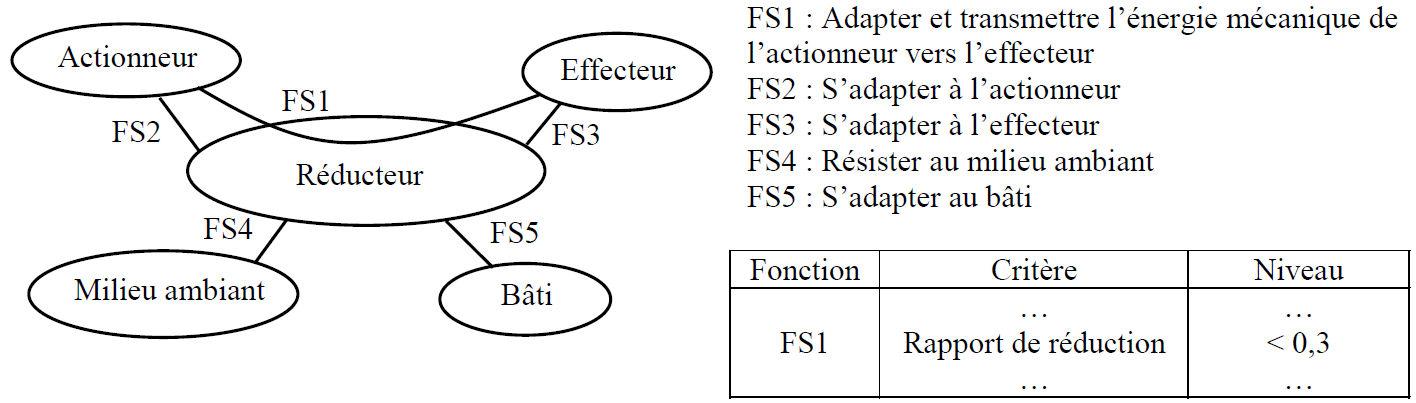 Actionneur
Effecteur
FS1
FS2
FS3
Réducteur
FS4
FS5
Milieu ambiant
Bâti
FS1 : Adapter et transmettre l’énergie mécanique de
l’actionneur vers l’effecteur
FS2 : S’adapter à l’actionneur
FS3 : S’adapter à l’effecteur
FS4 : Résister au milieu ambiant
FS5 : S’adapter au bâti
Fonction Critère Niveau
… …
FS1 Rapport de réduction < 0,3
… …